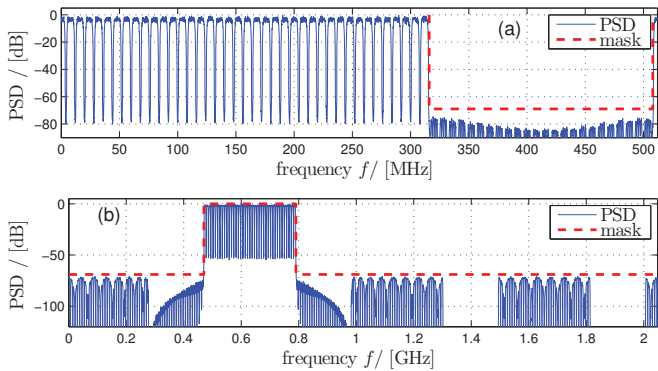 0
−20
−40
−60
−80
PSD / [dB]
(a)
PSD
mask
0 50 100 150 200 250 300 350 400 450 500
frequency f/ [MHz]
0
−50
−100
PSD / [dB]
(b)
PSD
mask
0 0.2 0.4 0.6 0.8 1 1.2 1.4 1.6 1.8 2
frequency f/ [GHz]